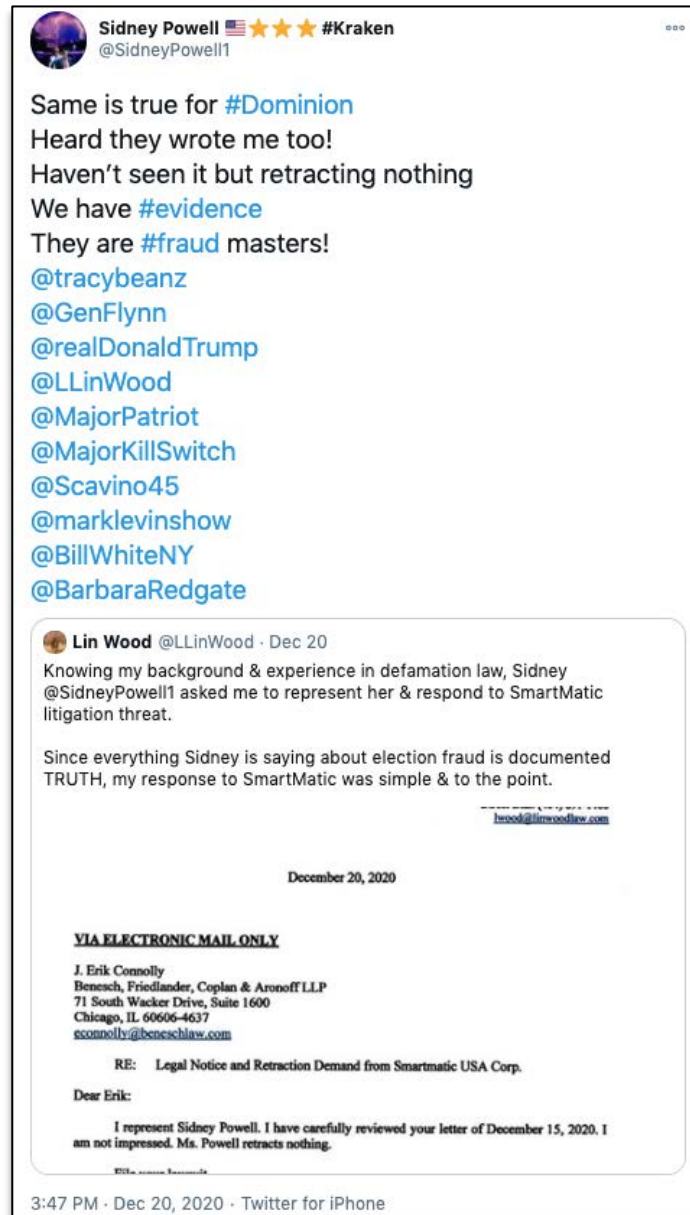 Sidney Powell 🇺🇸⭐⭐⭐ #Kraken
@SidneyPowell1
Same is true for #Dominion
Heard they wrote me too!
Haven't seen it but retracting nothing
We have #evidence
They are #fraud masters!
@tracybeanz
@GenFlynn
@realDonaldTrump
@LLinWood
@MajorPatriot
@MajorKillSwitch
@Scavino45
@marklevinshow
@BillWhiteNY
@BarbaraRedgate
Lin Wood @LLinWood · Dec 20
Knowing my background & experience in defamation law, Sidney
@SidneyPowell1 asked me to represent her & respond to SmartMatic
litigation threat.
Since everything Sidney is saying about election fraud is documented
TRUTH, my response to SmartMatic was simple & to the point.
lwood@linwoodlaw.com
December 20, 2020
VIA ELECTRONIC MAIL ONLY
J. Erik Connolly
Benesch, Friedlander, Coplan & Aronoff LLP
71 South Wacker Drive, Suite 1600
Chicago, IL 60606-4637
econnolly@beneschlaw.com
RE: Legal Notice and Retraction Demand from Smartmatic USA Corp.
Dear Erik:
I represent Sidney Powell. I have carefully reviewed your letter of December 15, 2020. I
am not impressed. Ms. Powell retracts nothing.
File your lawsuit
3:47 PM · Dec 20, 2020 · Twitter for iPhone